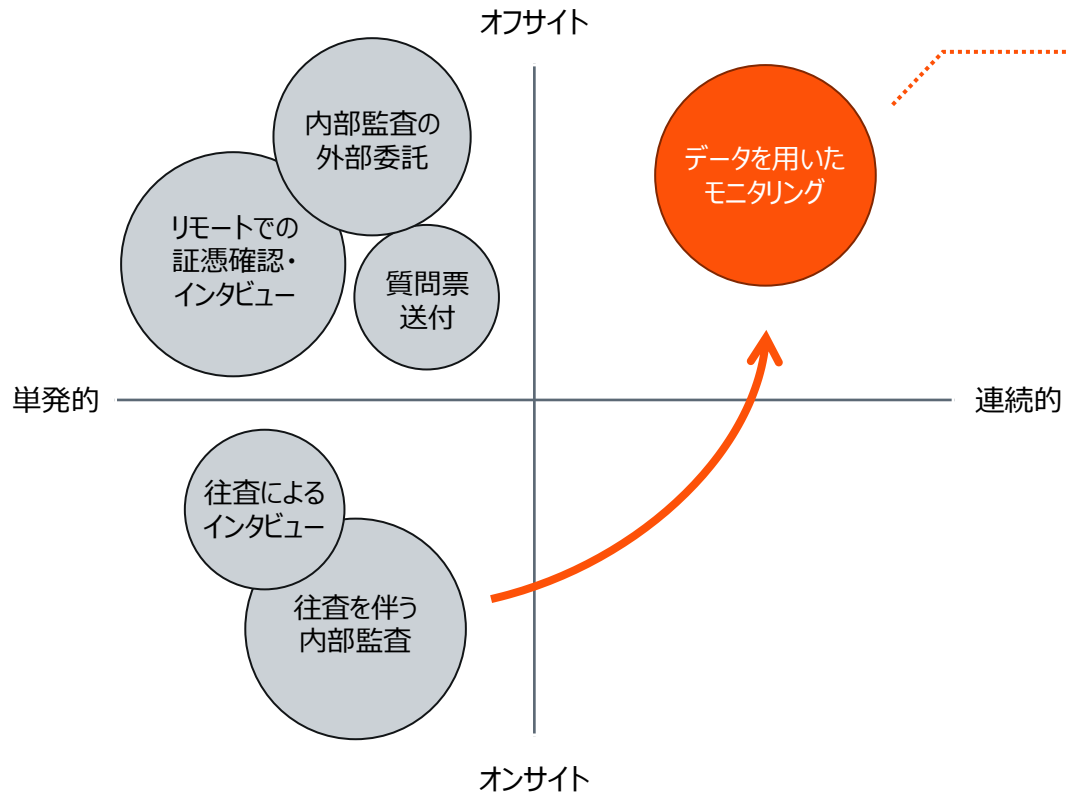 オフサイト
内部監査の
外部委託
データを用いた
モニタリング
リモートでの
証憑確認・
インタビュー
質問票
送付
単発的
連続的
往査による
インタビュー
往査を伴う
内部監査
オンサイト